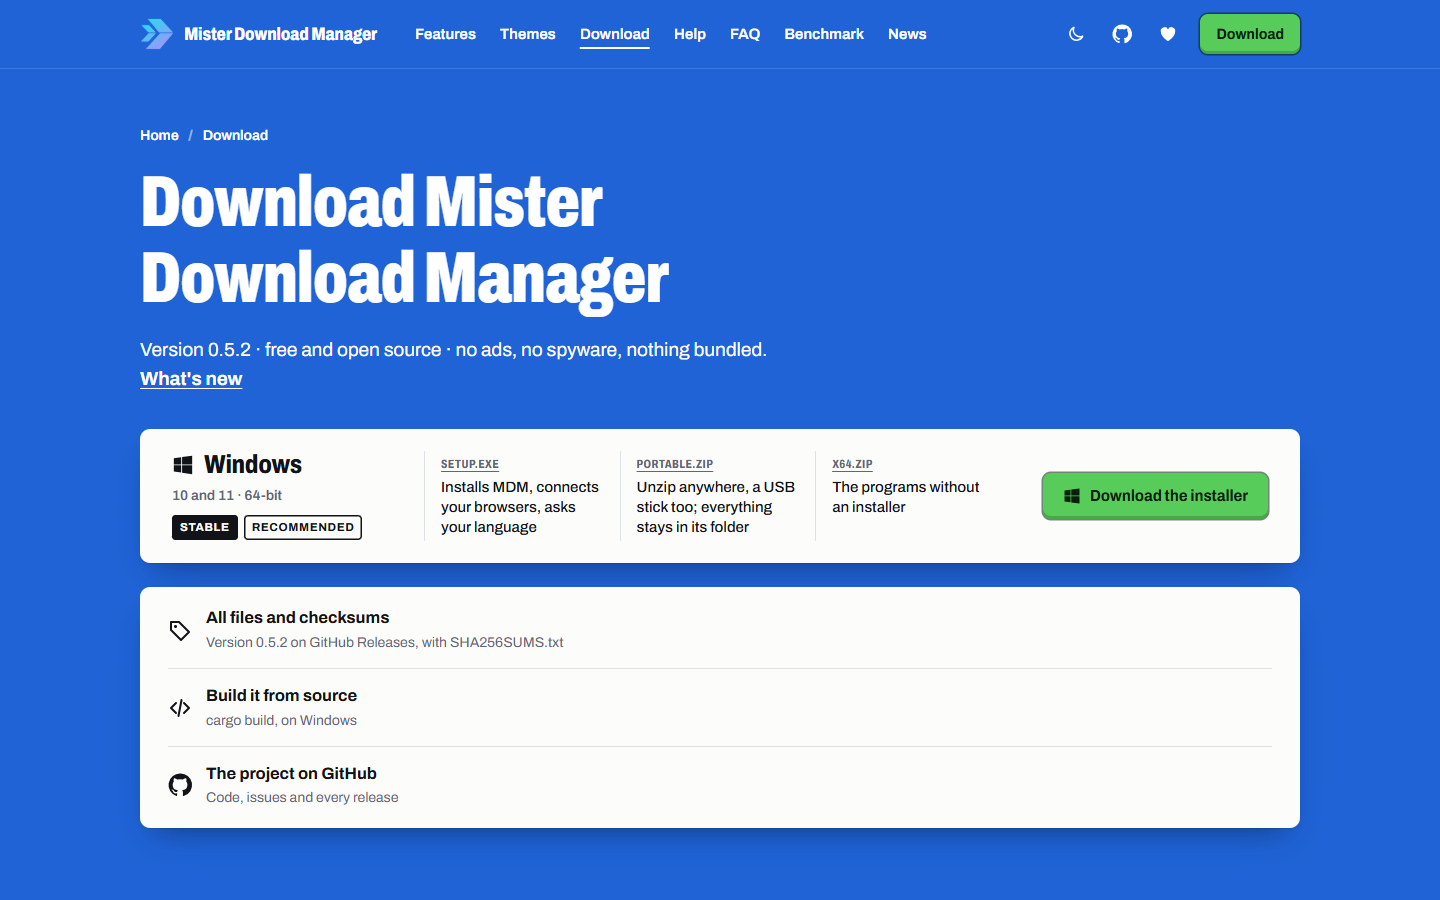 Mister Download Manager
Features
Themes
Download
Help
FAQ
Benchmark
News
Download
Home / Download
Download Mister
Download Manager
Version 0.5.2 · free and open source · no ads, no spyware, nothing bundled.
What's new
Windows
10 and 11 · 64-bit
STABLE
RECOMMENDED
SETUP.EXE
Installs MDM, connects
your browsers, asks
your language
PORTABLE.ZIP
Unzip anywhere, a USB
stick too; everything
stays in its folder
X64.ZIP
The programs without
an installer
Download the installer
All files and checksums
Version 0.5.2 on GitHub Releases, with SHA256SUMS.txt
Build it from source
cargo build, on Windows
The project on GitHub
Code, issues and every release